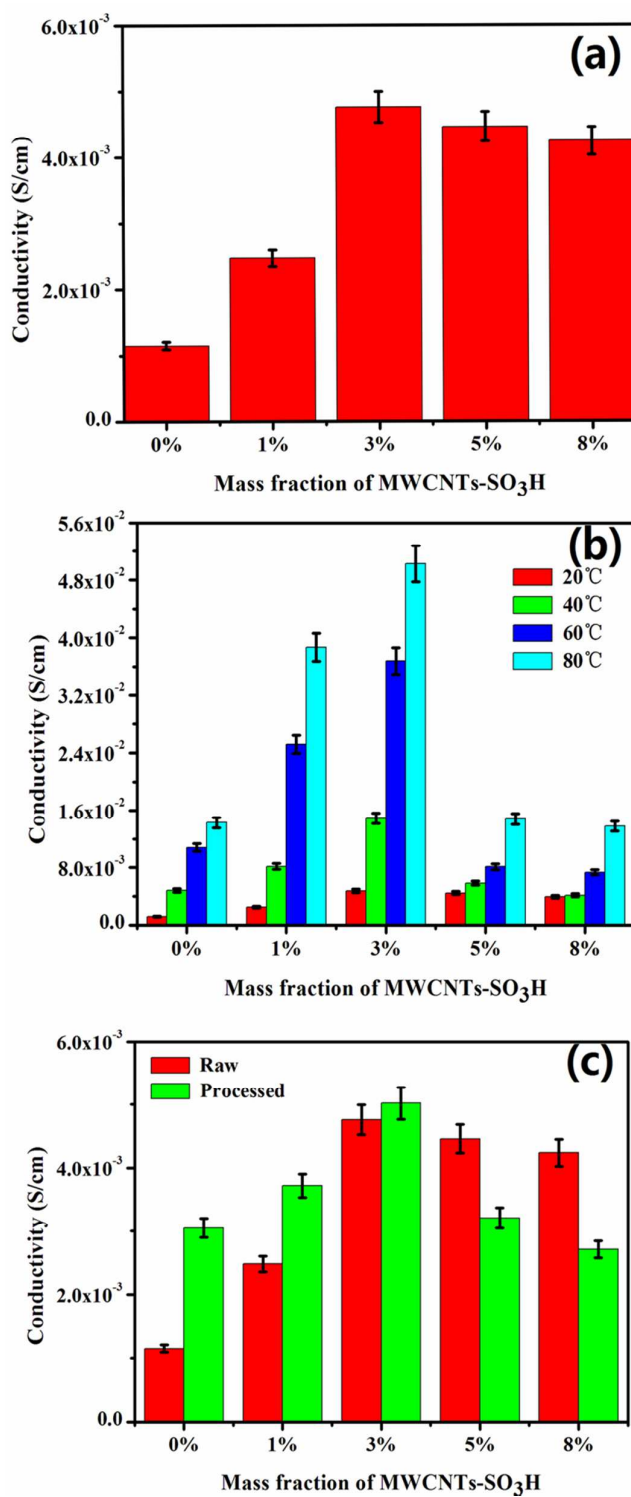 (a)
6.0x10⁻³
4.0x10⁻³
2.0x10⁻³
0.0
Conductivity (S/cm)
0% 1% 3% 5% 8%
Mass fraction of MWCNTs-SO₃H
(b)
5.6x10⁻²
4.8x10⁻²
4.0x10⁻²
3.2x10⁻²
2.4x10⁻²
1.6x10⁻²
8.0x10⁻³
0.0
Conductivity (S/cm)
20℃
40℃
60℃
80℃
0% 1% 3% 5% 8%
Mass fraction of MWCNTs-SO₃H
(c)
6.0x10⁻³
4.0x10⁻³
2.0x10⁻³
0.0
Conductivity (S/cm)
Raw
Processed
0% 1% 3% 5% 8%
Mass fraction of MWCNTs-SO₃H